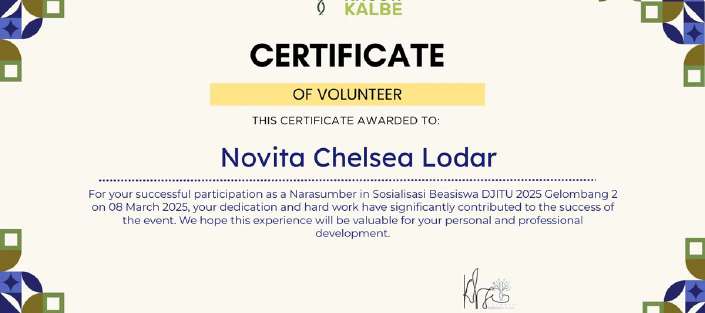 KALBE
CERTIFICATE
OF VOLUNTEER
THIS CERTIFICATE AWARDED TO:
Novita Chelsea Lodar
For your successful participation as a Narasumber in Sosialisasi Beasiswa DJITU 2025 Gelombang 2
on 08 March 2025, your dedication and hard work have significantly contributed to the success of
the event. We hope this experience will be valuable for your personal and professional
development.